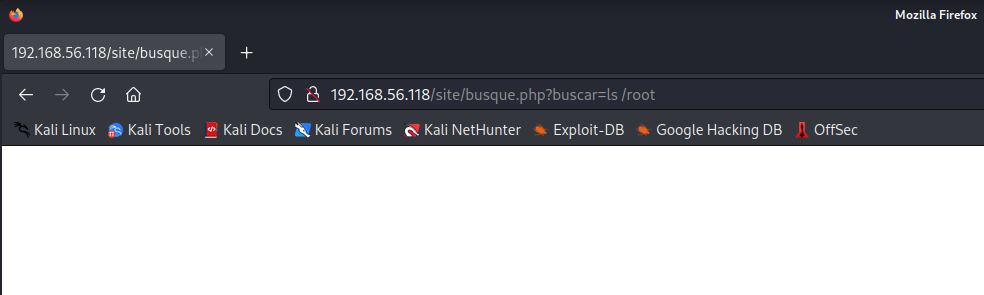 Mozilla Firefox
192.168.56.118/site/busque.p
192.168.56.118/site/busque.php?buscar=ls /root
Kali Linux Kali Tools Kali Docs Kali Forums Kali NetHunter Exploit-DB Google Hacking DB OffSec